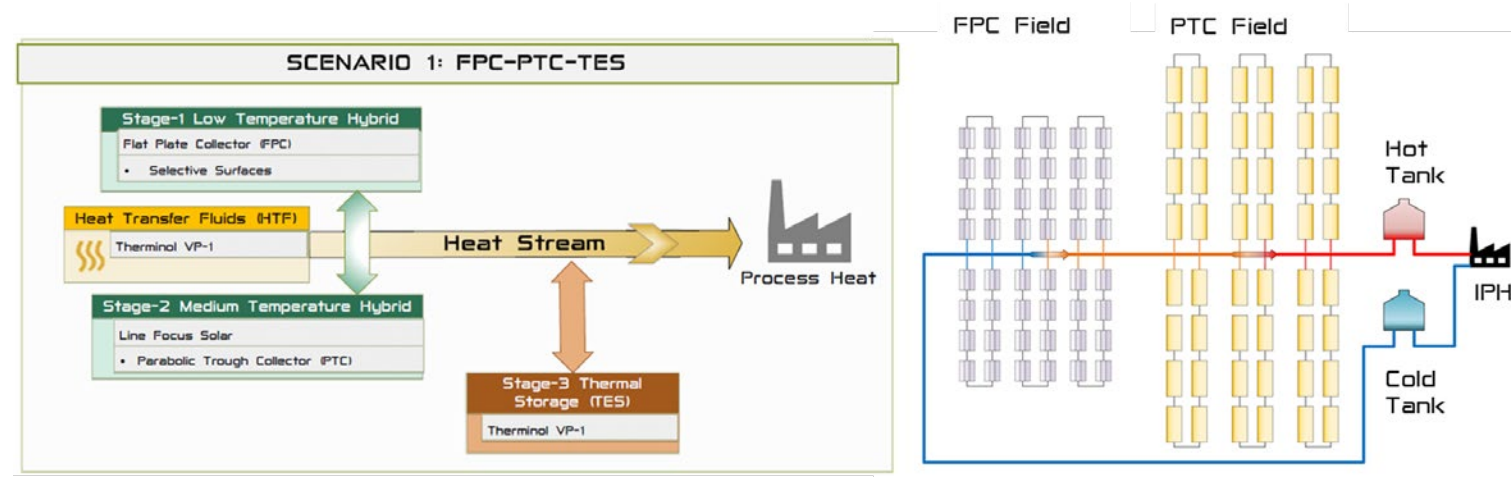 SCENARIO 1: FPC-PTC-TES
Stage-1 Low Temperature Hybrid
Flat Plate Collector (FPC)
• Selective Surfaces
Heat Transfer Fluids (HTF)
Therminol VP-1
Heat Stream
Process Heat
Stage-2 Medium Temperature Hybrid
Line Focus Solar
• Parabolic Trough Collector (PTC)
Stage-3 Thermal
Storage (TES)
Therminol VP-1
FPC Field
PTC Field
Hot
Tank
IPH
Cold
Tank